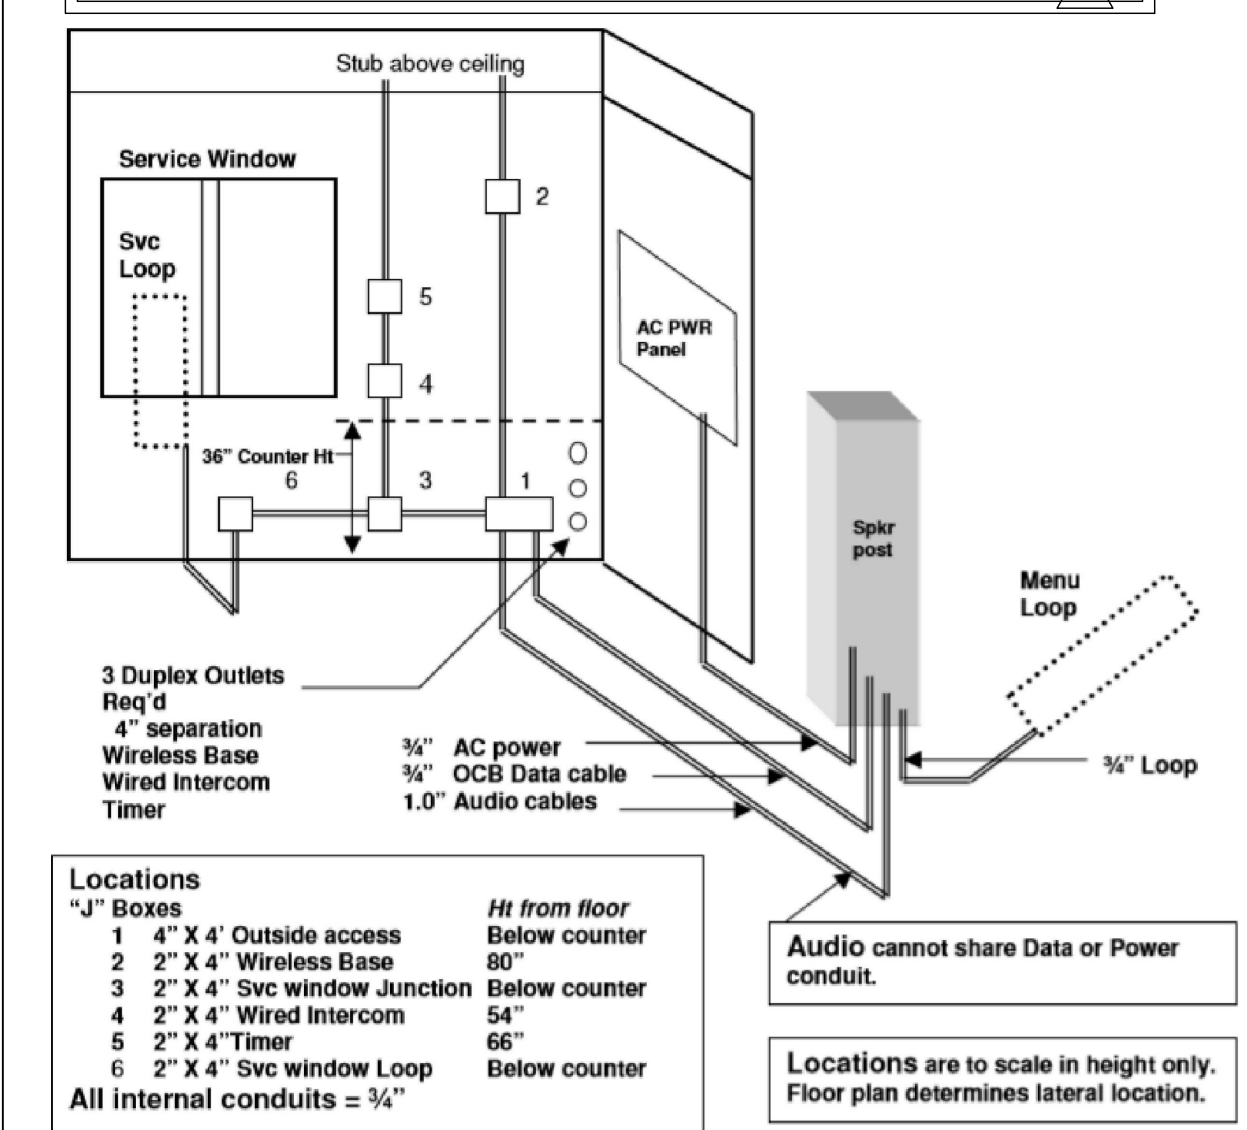 Stub above ceiling
Service Window
2
Svc
Loop
5
AC PWR
Panel
4
36” Counter Ht
6
3
1
Spkr
post
Menu
Loop
3 Duplex Outlets
Req’d
4” separation
Wireless Base
Wired Intercom
Timer
¾” AC power
¾” OCB Data cable
1.0” Audio cables
¾” Loop
Locations
“J” Boxes Ht from floor
1 4” X 4’ Outside access Below counter
2 2” X 4” Wireless Base 80”
3 2” X 4” Svc window Junction Below counter
4 2” X 4” Wired Intercom 54”
5 2” X 4”Timer 66”
6 2” X 4” Svc window Loop Below counter
All internal conduits = ¾”
Audio cannot share Data or Power
conduit.
Locations are to scale in height only.
Floor plan determines lateral location.